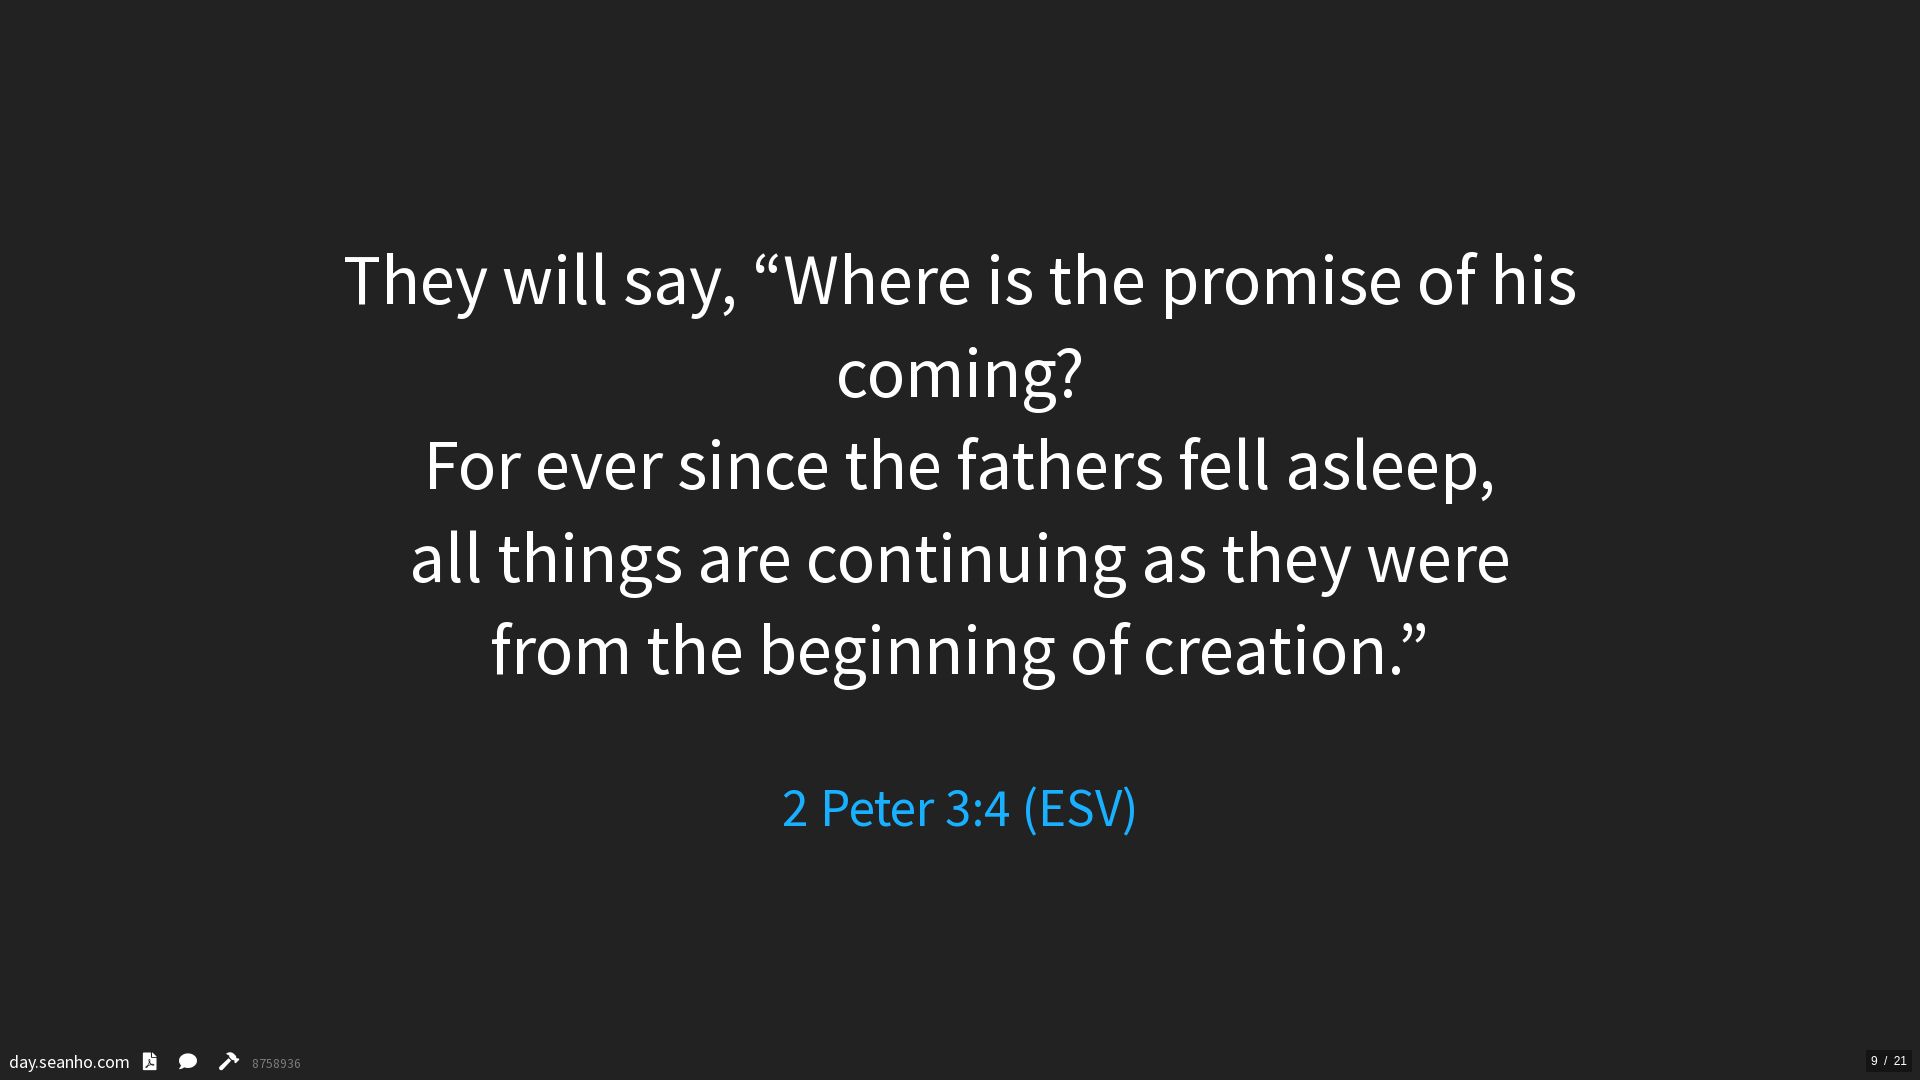 They will say, “Where is the promise of his
coming?
For ever since the fathers fell asleep,
all things are continuing as they were
from the beginning of creation.”
2 Peter 3:4 (ESV)
day.seanho.com 8758936
9 / 21